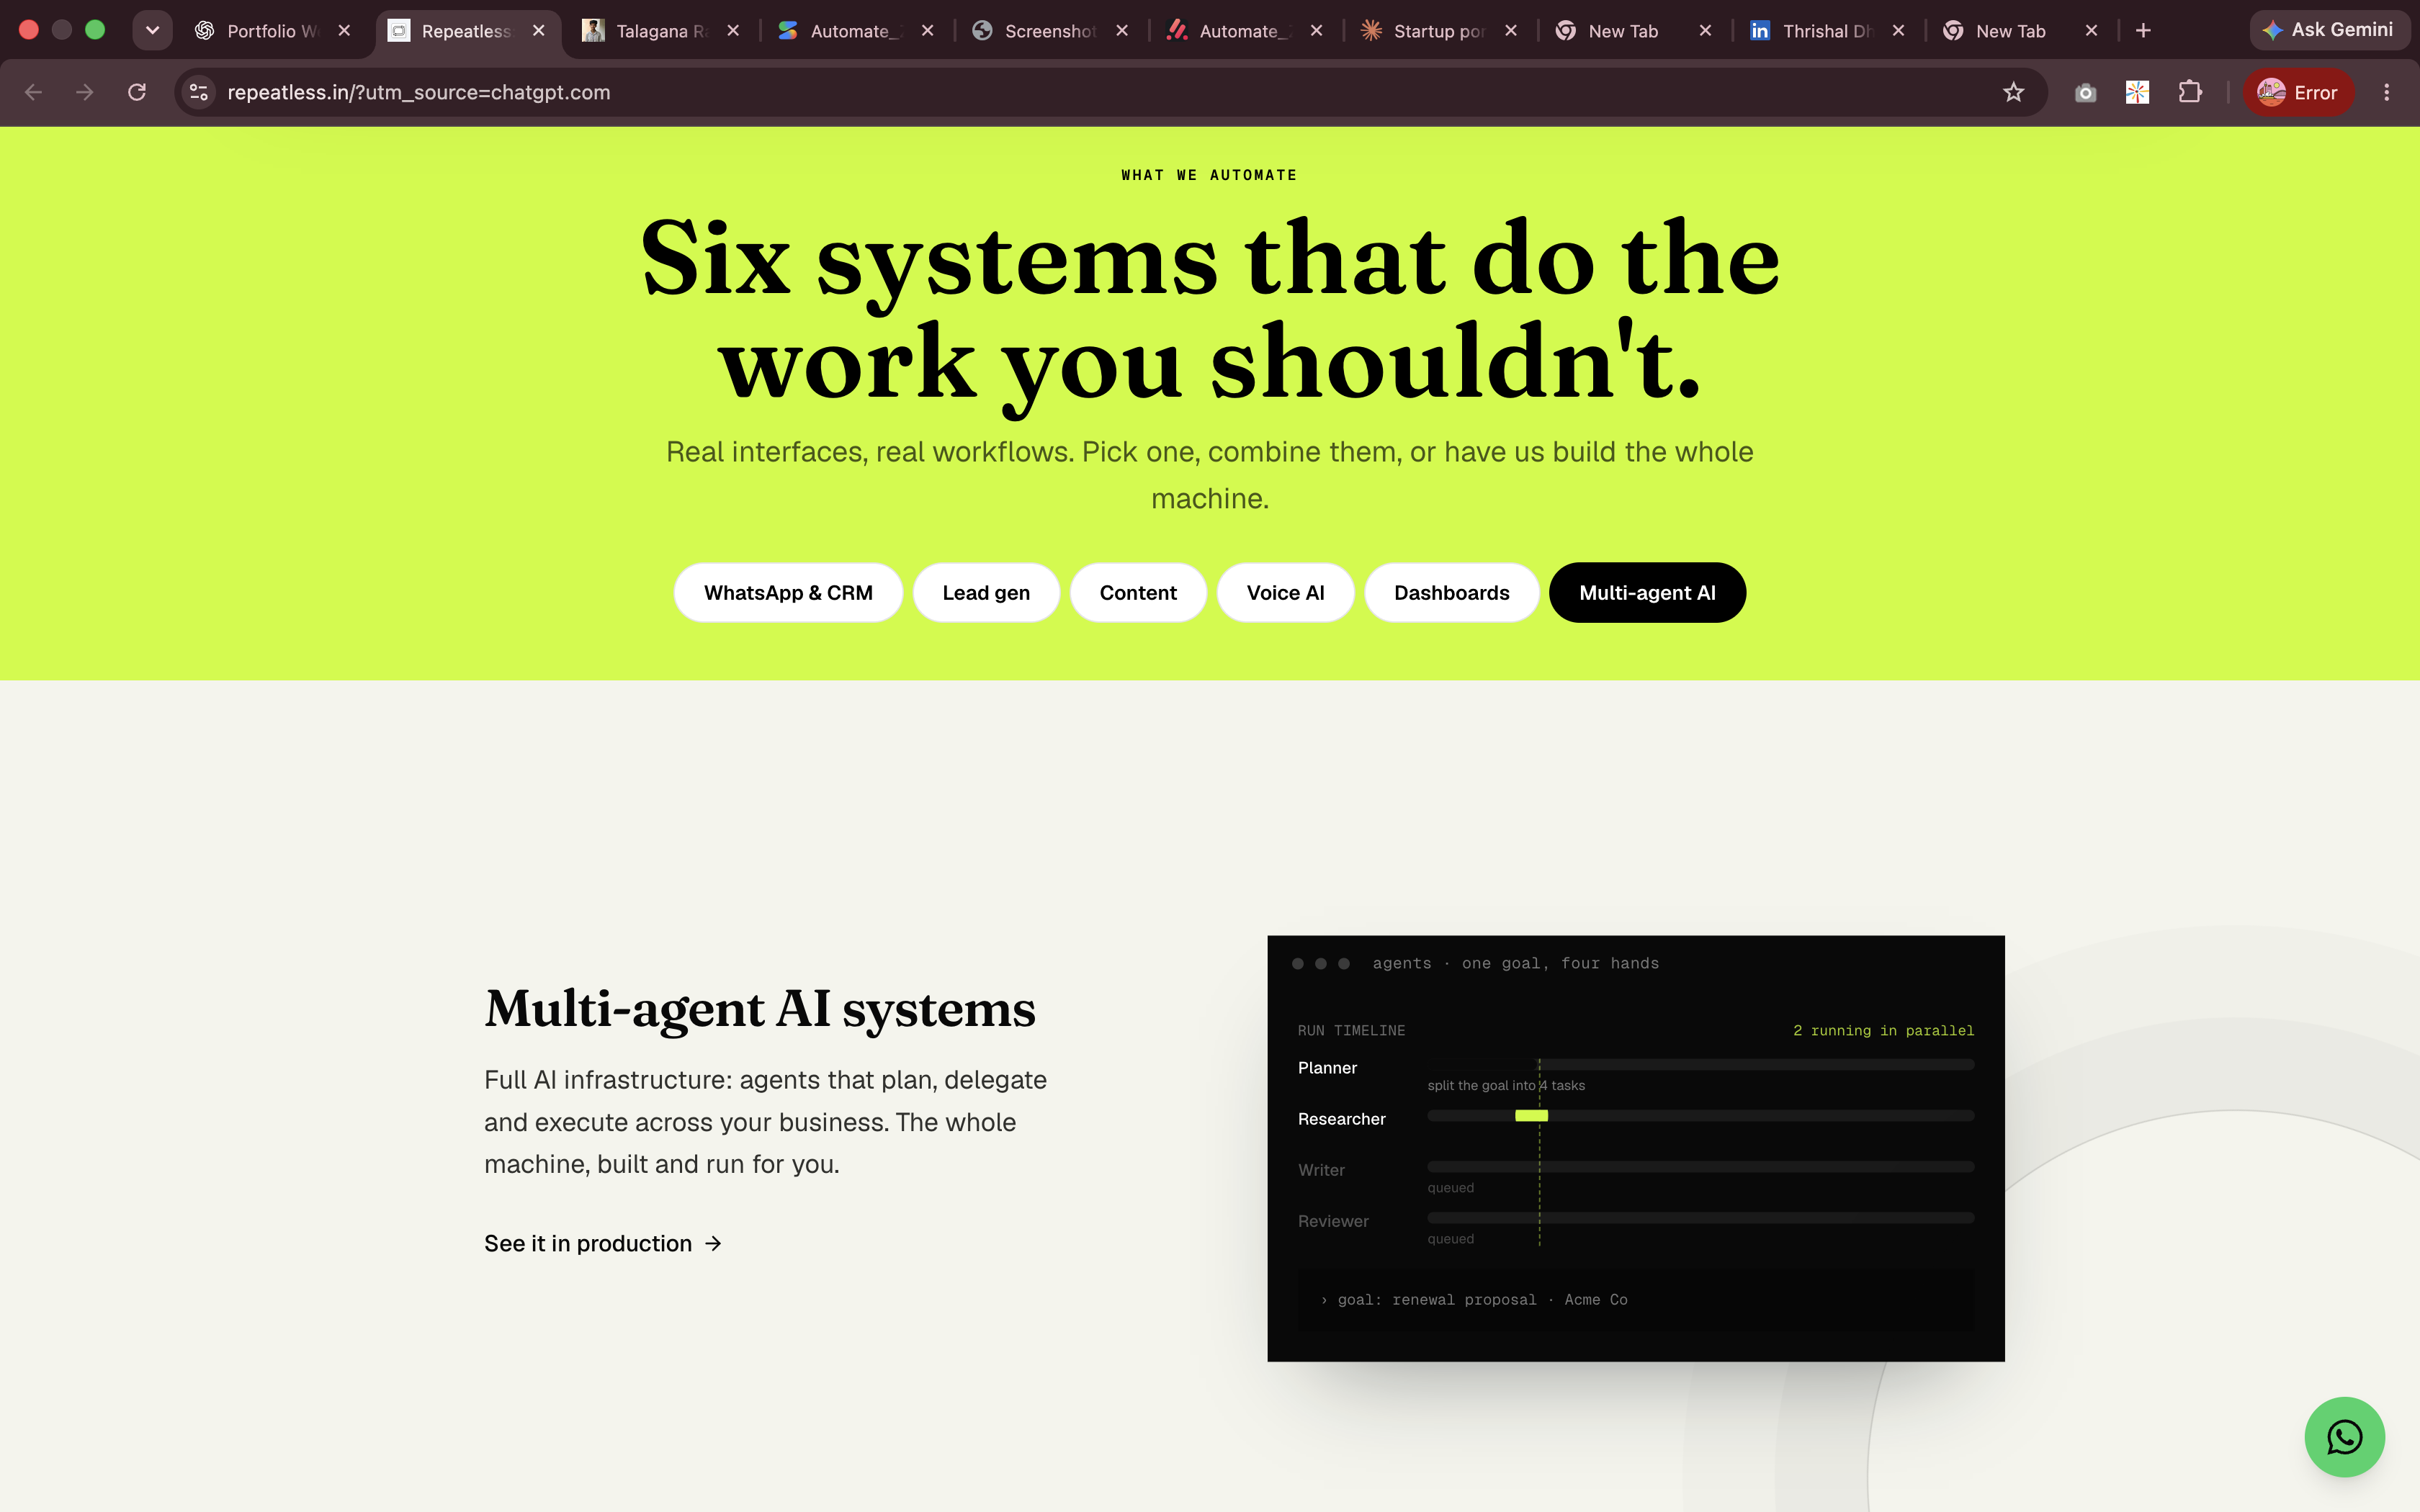 Portfolio W
Repeatless
Talagana Ra
Automate_
Screenshot
Automate_
Startup por
New Tab
Thrishal Dh
New Tab
Ask Gemini
repeatless.in/?utm_source=chatgpt.com
Error
WHAT WE AUTOMATE
Six systems that do the
work you shouldn't.
Real interfaces, real workflows. Pick one, combine them, or have us build the whole
machine.
WhatsApp & CRM
Lead gen
Content
Voice AI
Dashboards
Multi-agent AI
Multi-agent AI systems
Full AI infrastructure: agents that plan, delegate
and execute across your business. The whole
machine, built and run for you.
See it in production →
agents · one goal, four hands
RUN TIMELINE
2 running in parallel
Planner
split the goal into 4 tasks
Researcher
Writer
queued
Reviewer
queued
› goal: renewal proposal · Acme Co